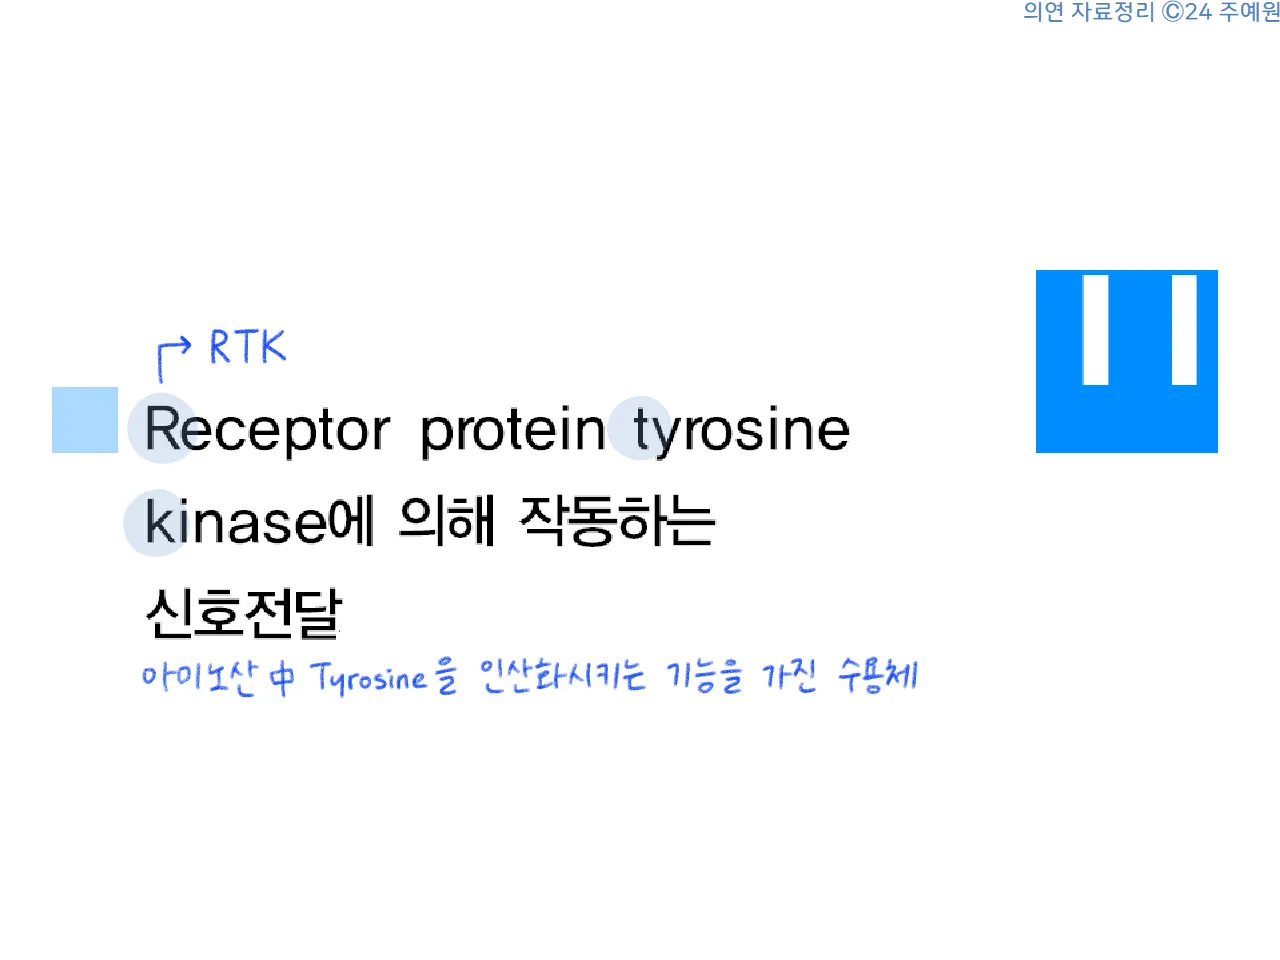 의연 자료정리 ©24 주예원
RTK
Receptor protein tyrosine
kinase에 의해 작동하는
신호전달
아미노산 中 Tyrosine을 인산화시키는 기능을 가진 수용체